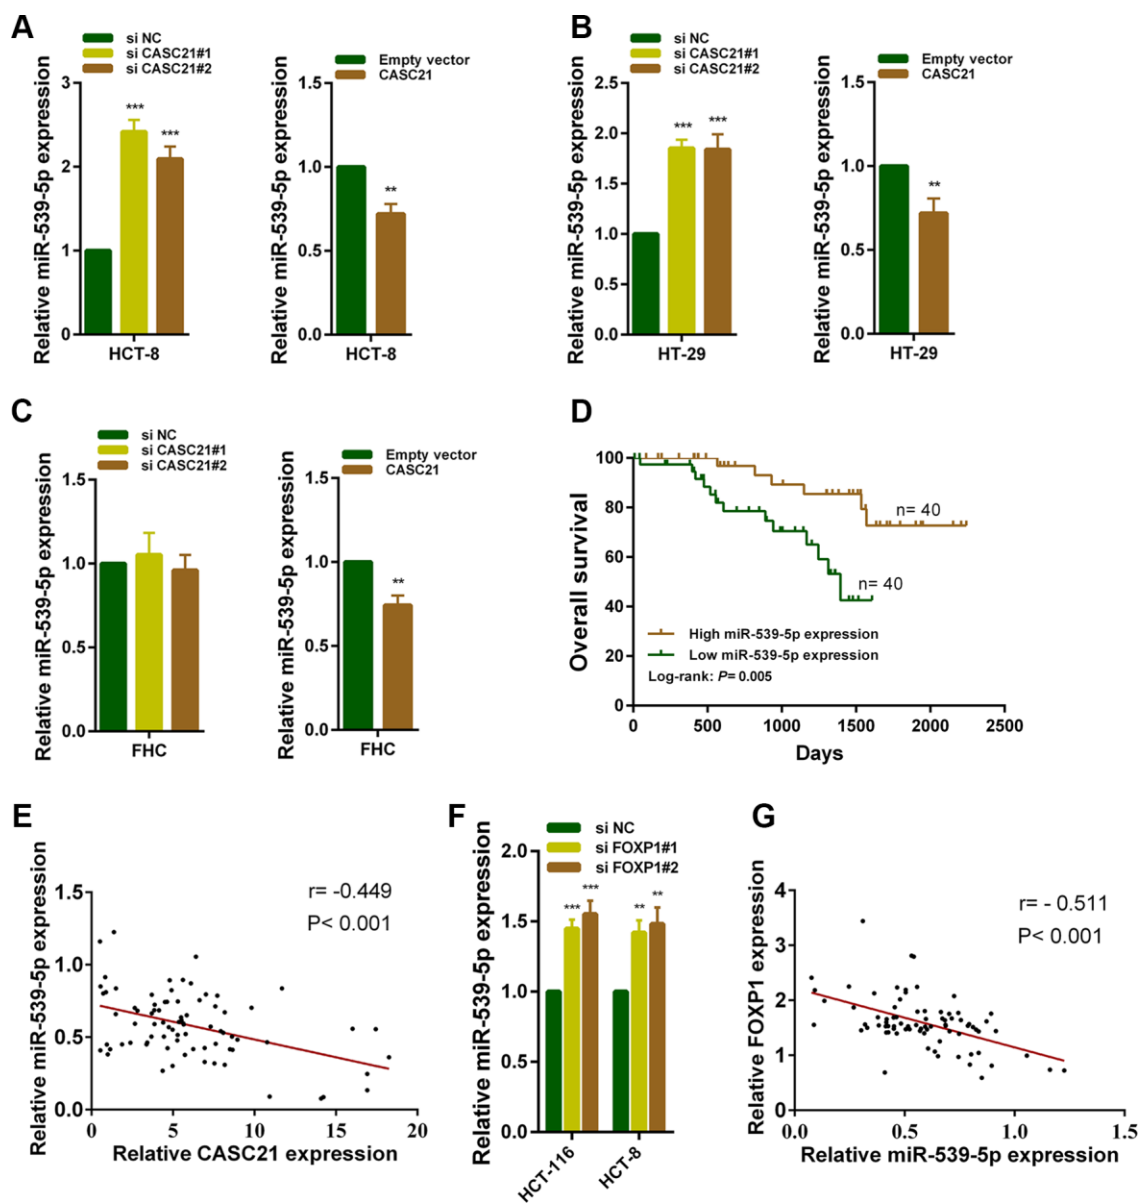 A
si NC
si CASC21#1
si CASC21#2
Relative miR-539-5p expression
3
2
1
0
***
***
HCT-8
Empty vector
CASC21
Relative miR-539-5p expression
1.5
1.0
0.5
0.0
**
HCT-8
B
si NC
si CASC21#1
si CASC21#2
Relative miR-539-5p expression
2.5
2.0
1.5
1.0
0.5
0.0
***
***
HT-29
Empty vector
CASC21
Relative miR-539-5p expression
1.5
1.0
0.5
0.0
**
HT-29
C
si NC
si CASC21#1
si CASC21#2
Relative miR-539-5p expression
1.5
1.0
0.5
0.0
FHC
Empty vector
CASC21
Relative miR-539-5p expression
1.5
1.0
0.5
0.0
**
FHC
D
Overall survival
100
80
60
40
20
0
n= 40
n= 40
High miR-539-5p expression
Low miR-539-5p expression
Log-rank: P= 0.005
0
500
1000
1500
2000
2500
Days
E
Relative miR-539-5p expression
1.5
1.0
0.5
0.0
r= -0.449
P< 0.001
0
5
10
15
20
Relative CASC21 expression
F
si NC
si FOXP1#1
si FOXP1#2
Relative miR-539-5p expression
2.0
1.5
1.0
0.5
0.0
***
***
**
**
HCT-116
HCT-8
G
Relative FOXP1 expression
4
3
2
1
0
r= - 0.511
P< 0.001
0.0
0.5
1.0
1.5
Relative miR-539-5p expression